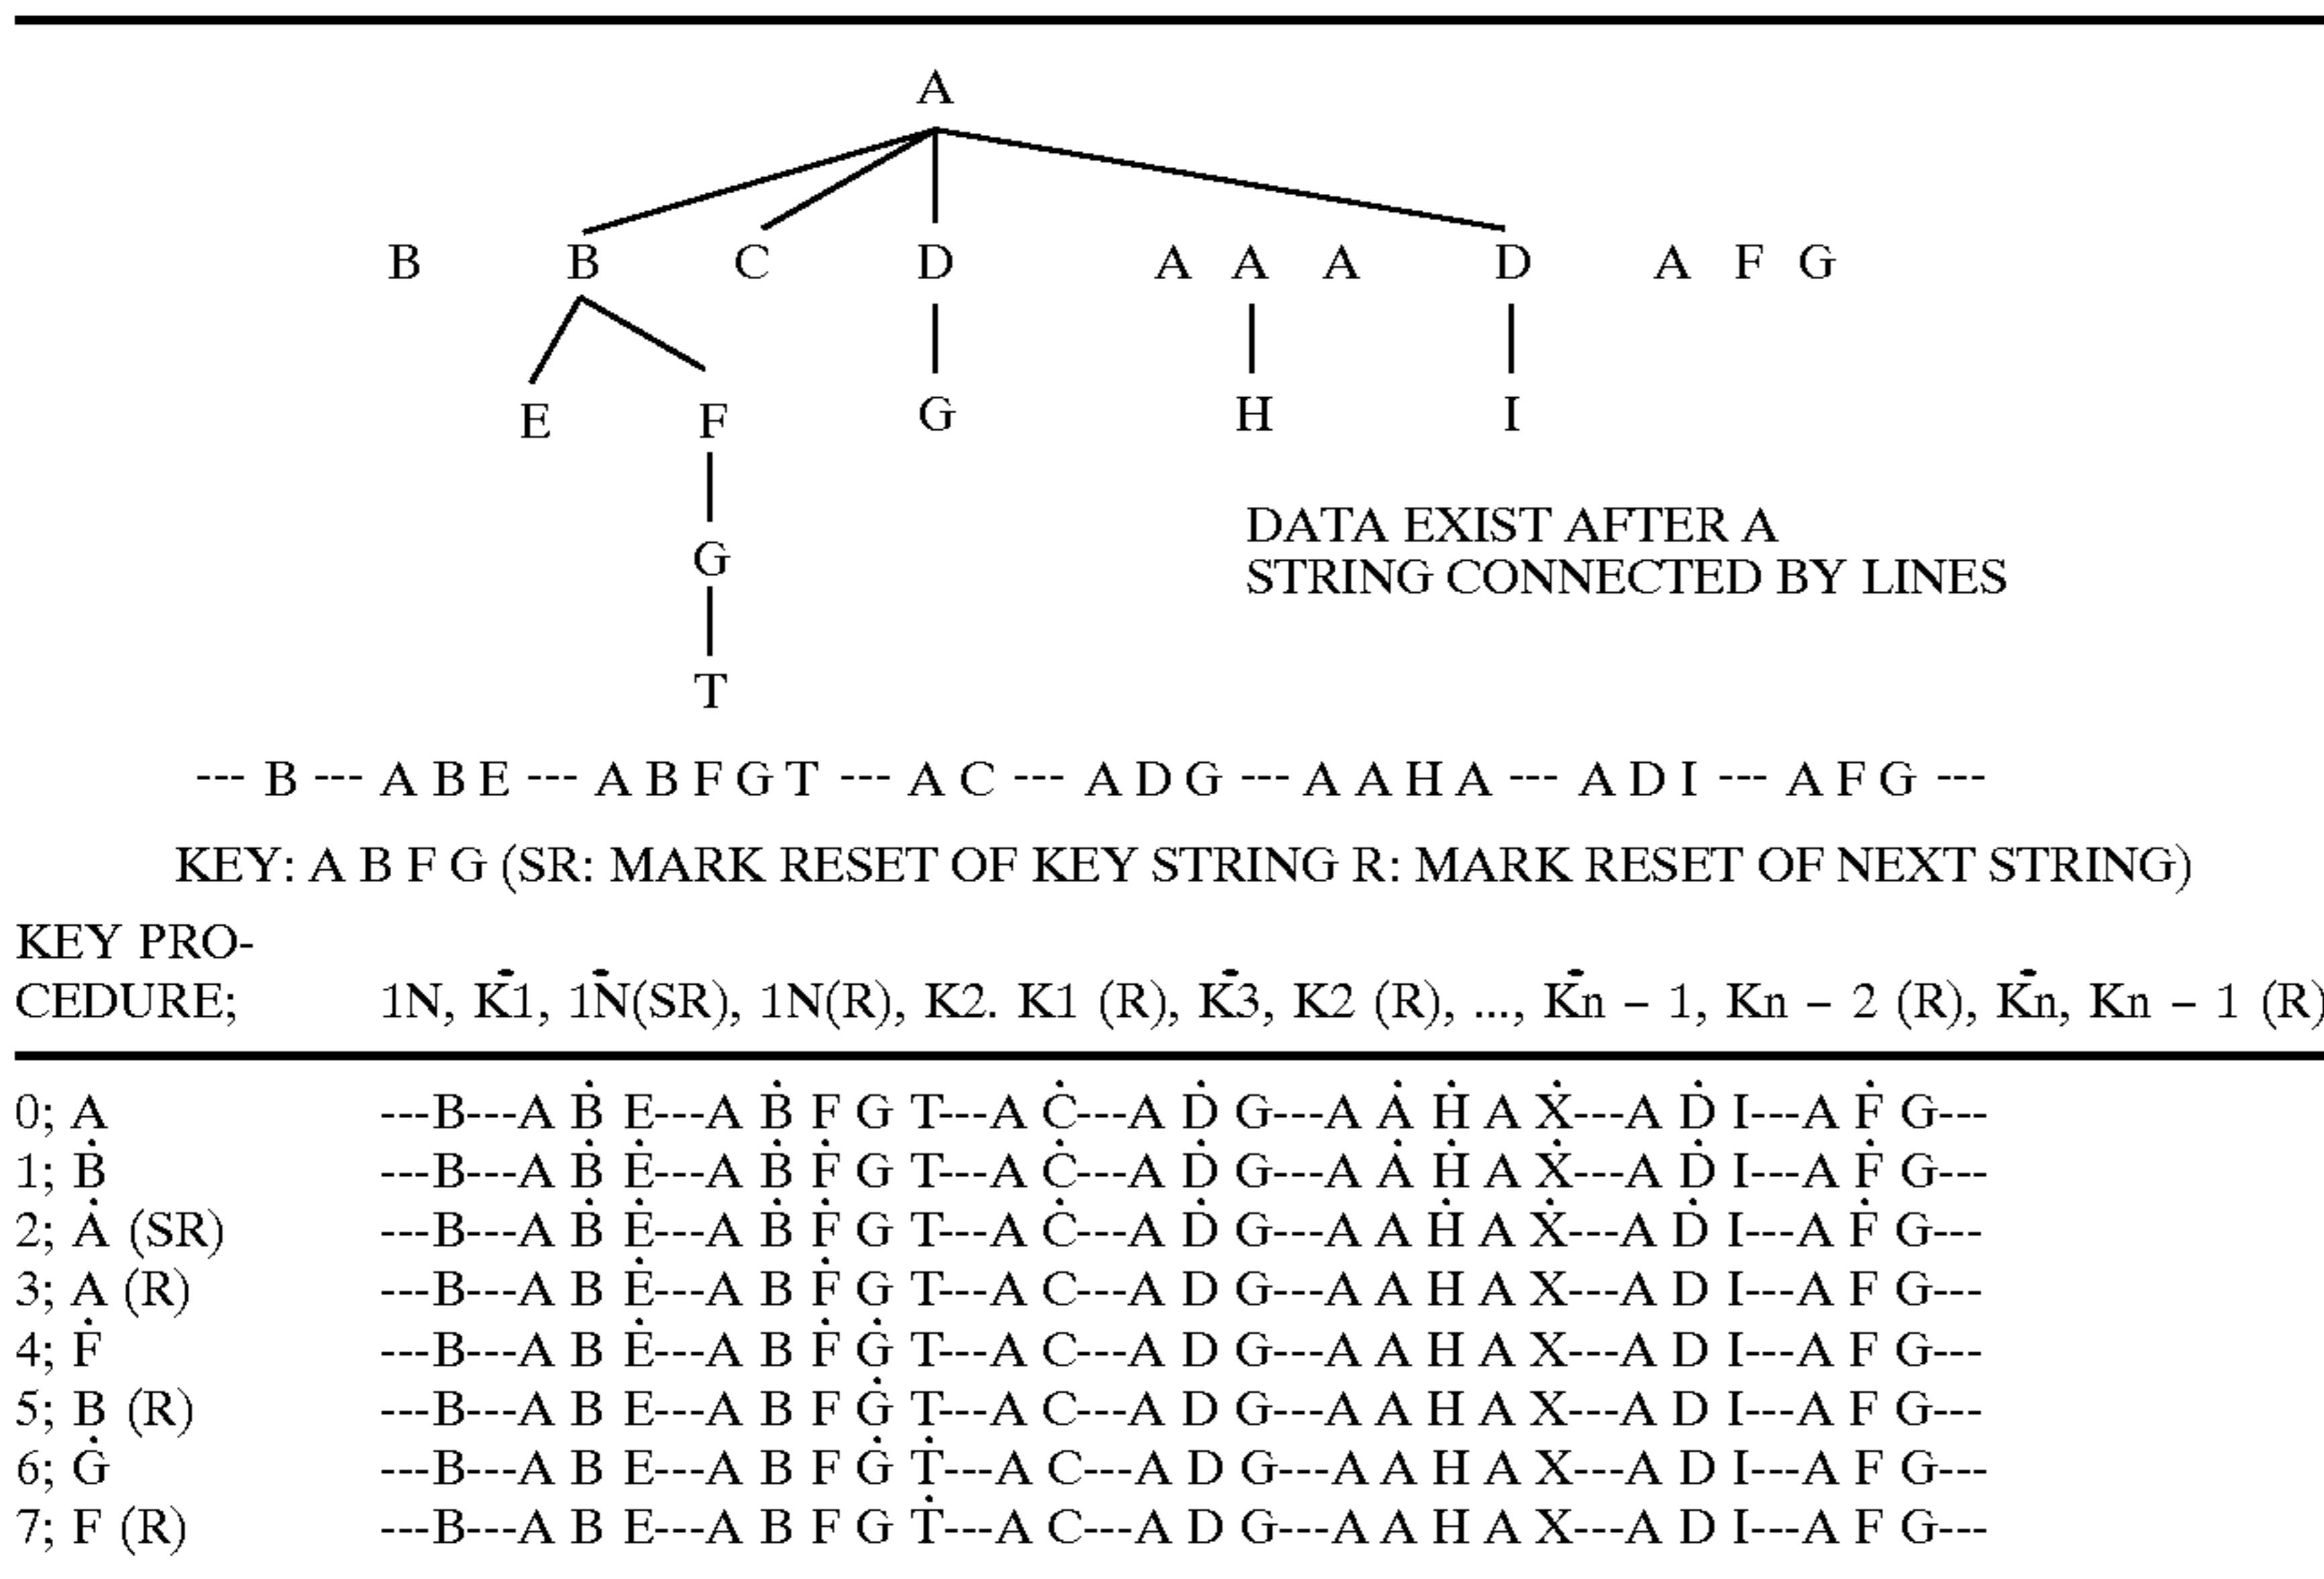 A
B B C D A A A D A F G
E F G H I
G
T
DATA EXIST AFTER A
STRING CONNECTED BY LINES
--- B --- A B E --- A B F G T --- A C --- A D G --- A A H A --- A D I --- A F G ---
KEY: A B F G (SR: MARK RESET OF KEY STRING R: MARK RESET OF NEXT STRING)
KEY PRO-
CEDURE; 1N, K̇1, 1Ṅ(SR), 1N(R), K2. K1 (R), K̇3, K2 (R), ..., K̇n – 1, Kn – 2 (R), K̇n, Kn – 1 (R)
0; A ---B---A Ḃ E---A Ḃ F G T---A Ċ---A Ḋ G---A Ȧ Ḣ A Ẋ---A Ḋ I---A Ḟ G---
1; Ḃ ---B---A Ḃ Ė---A Ḃ Ḟ G T---A Ċ---A Ḋ G---A Ȧ Ḣ A Ẋ---A Ḋ I---A Ḟ G---
2; Ȧ (SR) ---B---A Ḃ Ė---A Ḃ Ḟ G T---A Ċ---A Ḋ G---A A Ḣ A Ẋ---A Ḋ I---A Ḟ G---
3; A (R) ---B---A B Ė---A B Ḟ G T---A C---A D G---A A H A X---A D I---A F G---
4; Ḟ ---B---A B Ė---A B Ḟ Ġ T---A C---A D G---A A H A X---A D I---A F G---
5; B (R) ---B---A B E---A B F Ġ T---A C---A D G---A A H A X---A D I---A F G---
6; Ġ ---B---A B E---A B F Ġ Ṫ---A C---A D G---A A H A X---A D I---A F G---
7; F (R) ---B---A B E---A B F G Ṫ---A C---A D G---A A H A X---A D I---A F G---